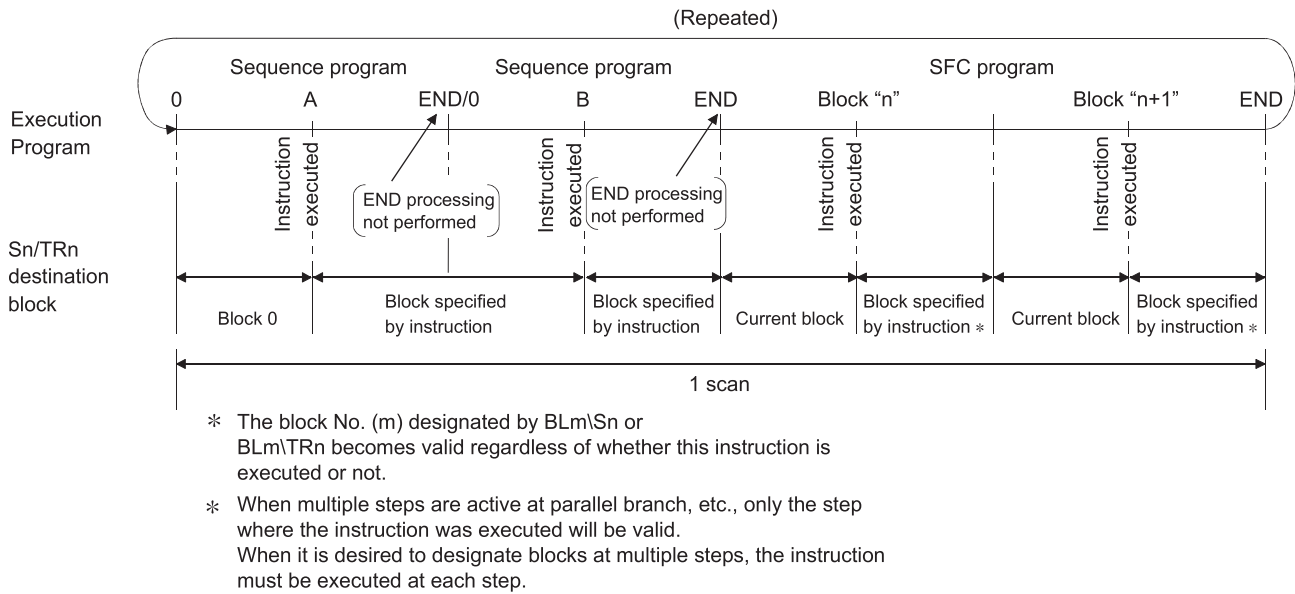 (Repeated)
Sequence program
Sequence program
SFC program
0
A
END/0
B
END
Block “n”
Block “n+1”
END
Execution
Program
Instruction
executed
END processing
not performed
Instruction
executed
END processing
not performed
Instruction
executed
Instruction
executed
Sn/TRn
destination
block
Block 0
Block specified
by instruction
Block specified
by instruction
Current block
Block specified
by instruction *
Current block
Block specified
by instruction *
1 scan
* The block No. (m) designated by BLm\Sn or
BLm\TRn becomes valid regardless of whether this instruction is
executed or not.
* When multiple steps are active at parallel branch, etc., only the step
where the instruction was executed will be valid.
When it is desired to designate blocks at multiple steps, the instruction
must be executed at each step.